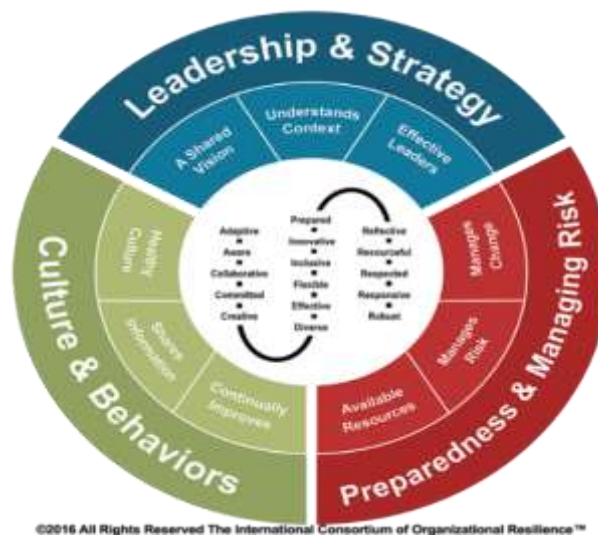 Leadership & Strategy
A Shared
Vision
Understands
Context
Effective
Leaders
Culture & Behaviors
Healthy
Culture
Shares
Information
Continually
Improves
Preparedness & Managing Risk
Manages
Change
Manages
Risk
Available
Resources
Adaptive
Aware
Collaborative
Committed
Creative
Prepared
Innovative
Inclusive
Flexible
Effective
Diverse
Reflective
Resourceful
Respected
Responsive
Robust
©2016 All Rights Reserved The International Consortium of Organizational Resilience™